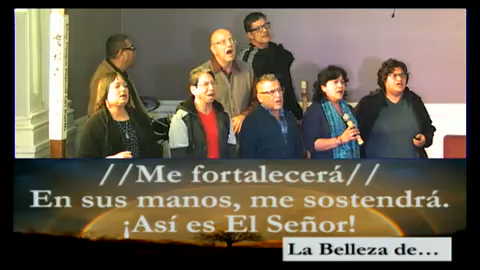 //Me fortalecerá//
En sus manos, me sostendrá.
¡Así es El Señor!
La Belleza de...